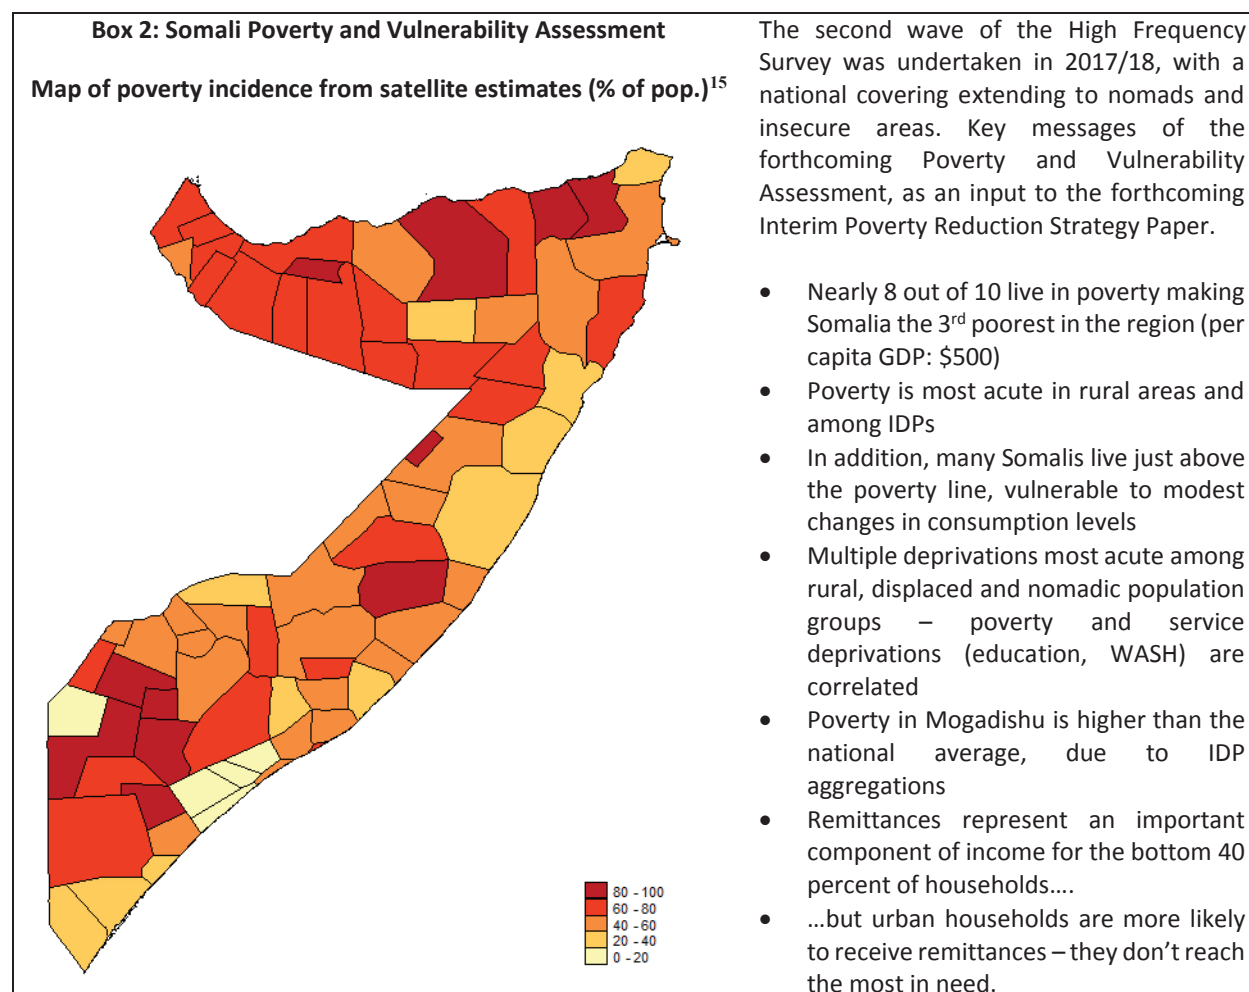 Box 2: Somali Poverty and Vulnerability Assessment
Map of poverty incidence from satellite estimates (% of pop.)15
80 - 100
60 - 80
40 - 60
20 - 40
0 - 20
The second wave of the High Frequency
Survey was undertaken in 2017/18, with a
national covering extending to nomads and
insecure areas. Key messages of the
forthcoming Poverty and Vulnerability
Assessment, as an input to the forthcoming
Interim Poverty Reduction Strategy Paper.
• Nearly 8 out of 10 live in poverty making
Somalia the 3rd poorest in the region (per
capita GDP: $500)
• Poverty is most acute in rural areas and
among IDPs
• In addition, many Somalis live just above
the poverty line, vulnerable to modest
changes in consumption levels
• Multiple deprivations most acute among
rural, displaced and nomadic population
groups – poverty and service
deprivations (education, WASH) are
correlated
• Poverty in Mogadishu is higher than the
national average, due to IDP
aggregations
• Remittances represent an important
component of income for the bottom 40
percent of households….
• …but urban households are more likely
to receive remittances – they don't reach
the most in need.